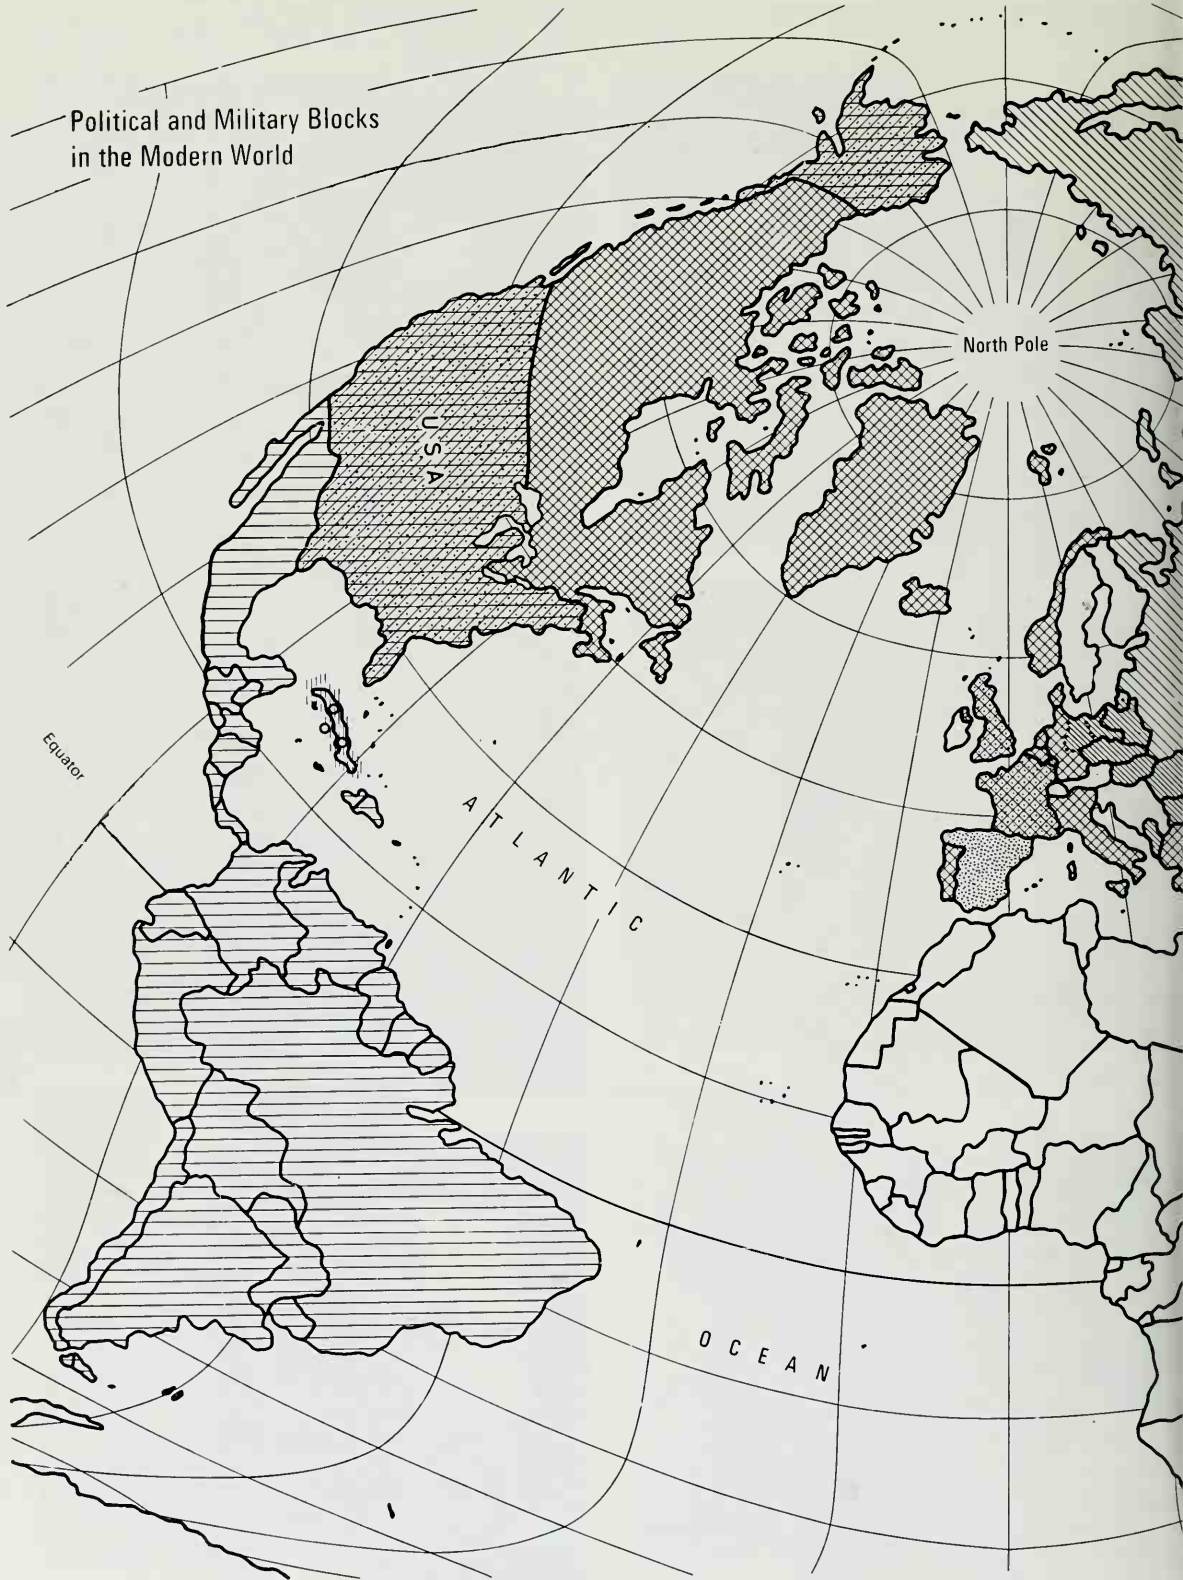 Political and Military Blocks
in the Modern World
North Pole
U.S.A
Equator
ATLANTIC
OCEAN